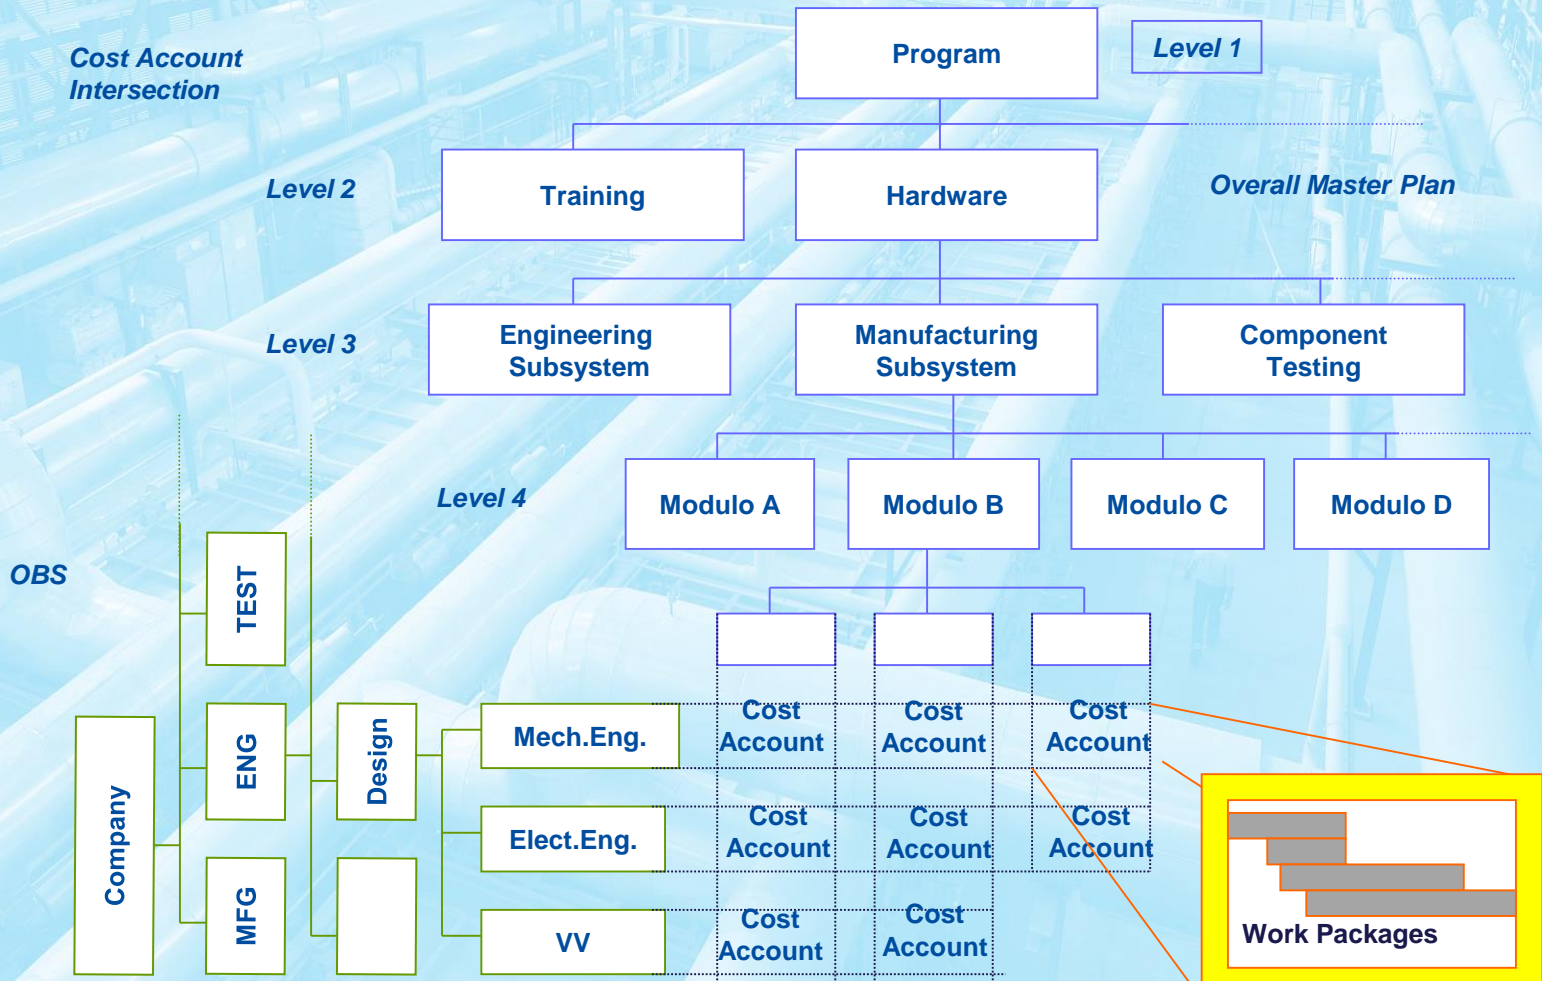 Cost Account
Intersection
Program
Level 1
Level 2
Training
Hardware
Overall Master Plan
Level 3
Engineering
Subsystem
Manufacturing
Subsystem
Component
Testing
Level 4
Modulo A
Modulo B
Modulo C
Modulo D
OBS
Company
TEST
ENG
MFG
Design
Mech.Eng.
Elect.Eng.
VV
Cost
Account
Cost
Account
Cost
Account
Cost
Account
Cost
Account
Cost
Account
Cost
Account
Cost
Account
Work Packages